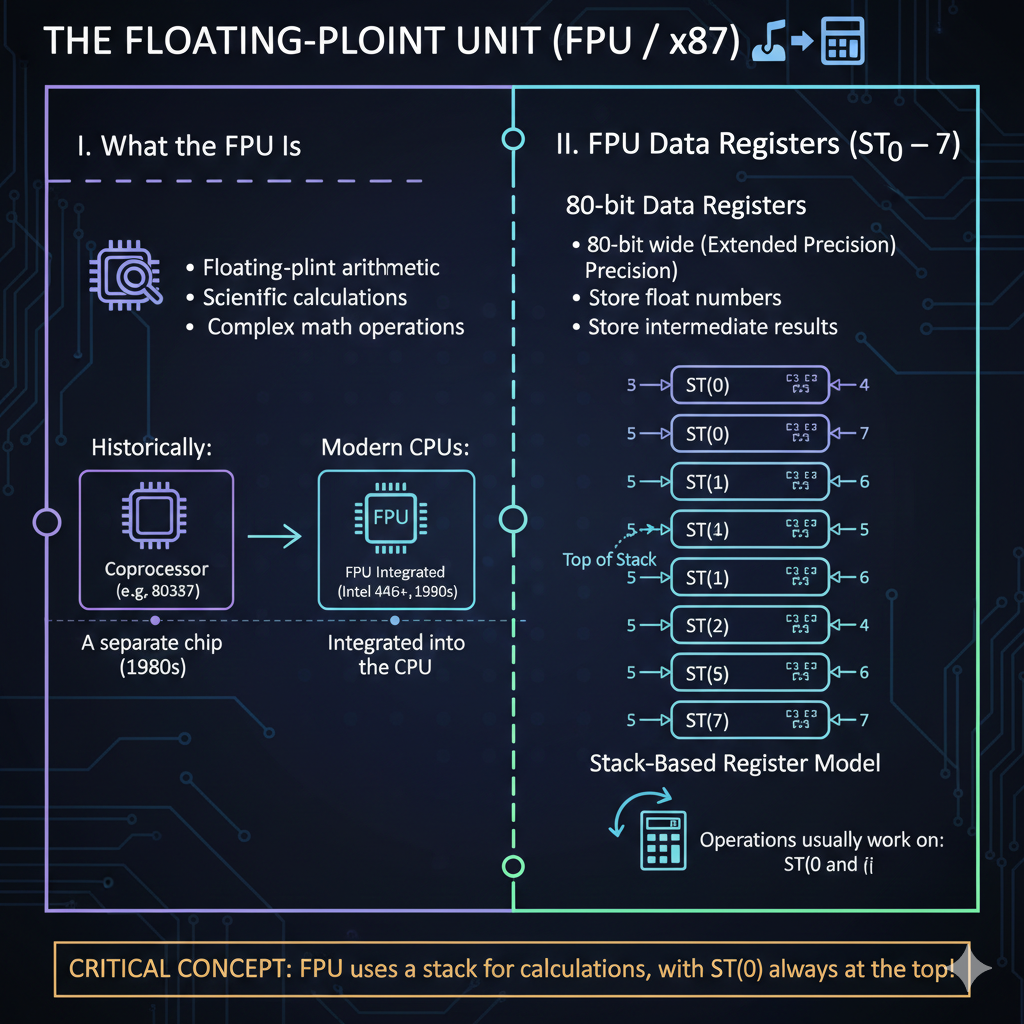 THE FLOATING-PLOINT UNIT (FPU / x87)
I. What the FPU Is
• Floating-plint arithmetic
• Scientific calculations
• Complex math operations
Historically:
Modern CPUs:
Coprocessor
(e.g. 80387)
FPU
FPU Integrated
(Intel 446+, 1990s)
A separate chip
(1980s)
Integrated into
the CPU
II. FPU Data Registers (ST0 – 7)
80-bit Data Registers
• 80-bit wide (Extended Precision)
Precision)
• Store float numbers
• Store intermediate results
3 ST(0) 4
5 ST(0) 7
5 ST(1) 6
5 ST(1) 5
Top of Stack
5 ST(1) 6
5 ST(2) 4
5 ST(5) 6
5 ST(7) 7
Stack-Based Register Model
Operations usually work on:
ST(0 and
CRITICAL CONCEPT: FPU uses a stack for calculations, with ST(0) always at the top!